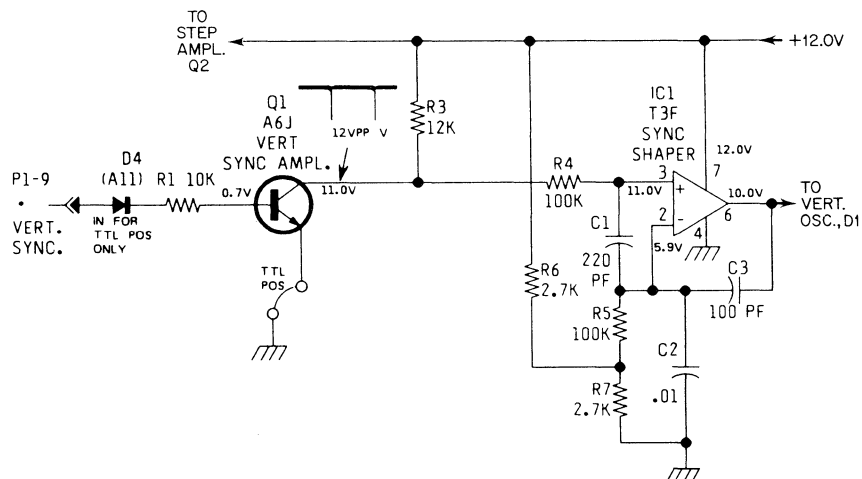 TO
STEP
AMPL.
Q2
+12.0V
Q1
A6J
VERT
SYNC AMPL.
12VPP V
R3
12K
IC1
T3F
SYNC
SHAPER
12.0V
7
D4
(A11)
R1 10K
P1-9
VERT.
SYNC.
IN FOR
TTL POS
ONLY
0.7V
11.0V
R4
100K
3
11.0V
+
2
-
5.9V
4
10.0V
6
TO
VERT.
OSC.,D1
C1
220
PF
C3
100 PF
TTL
POS
R6
2.7K
R5
100K
C2
.01
R7
2.7K